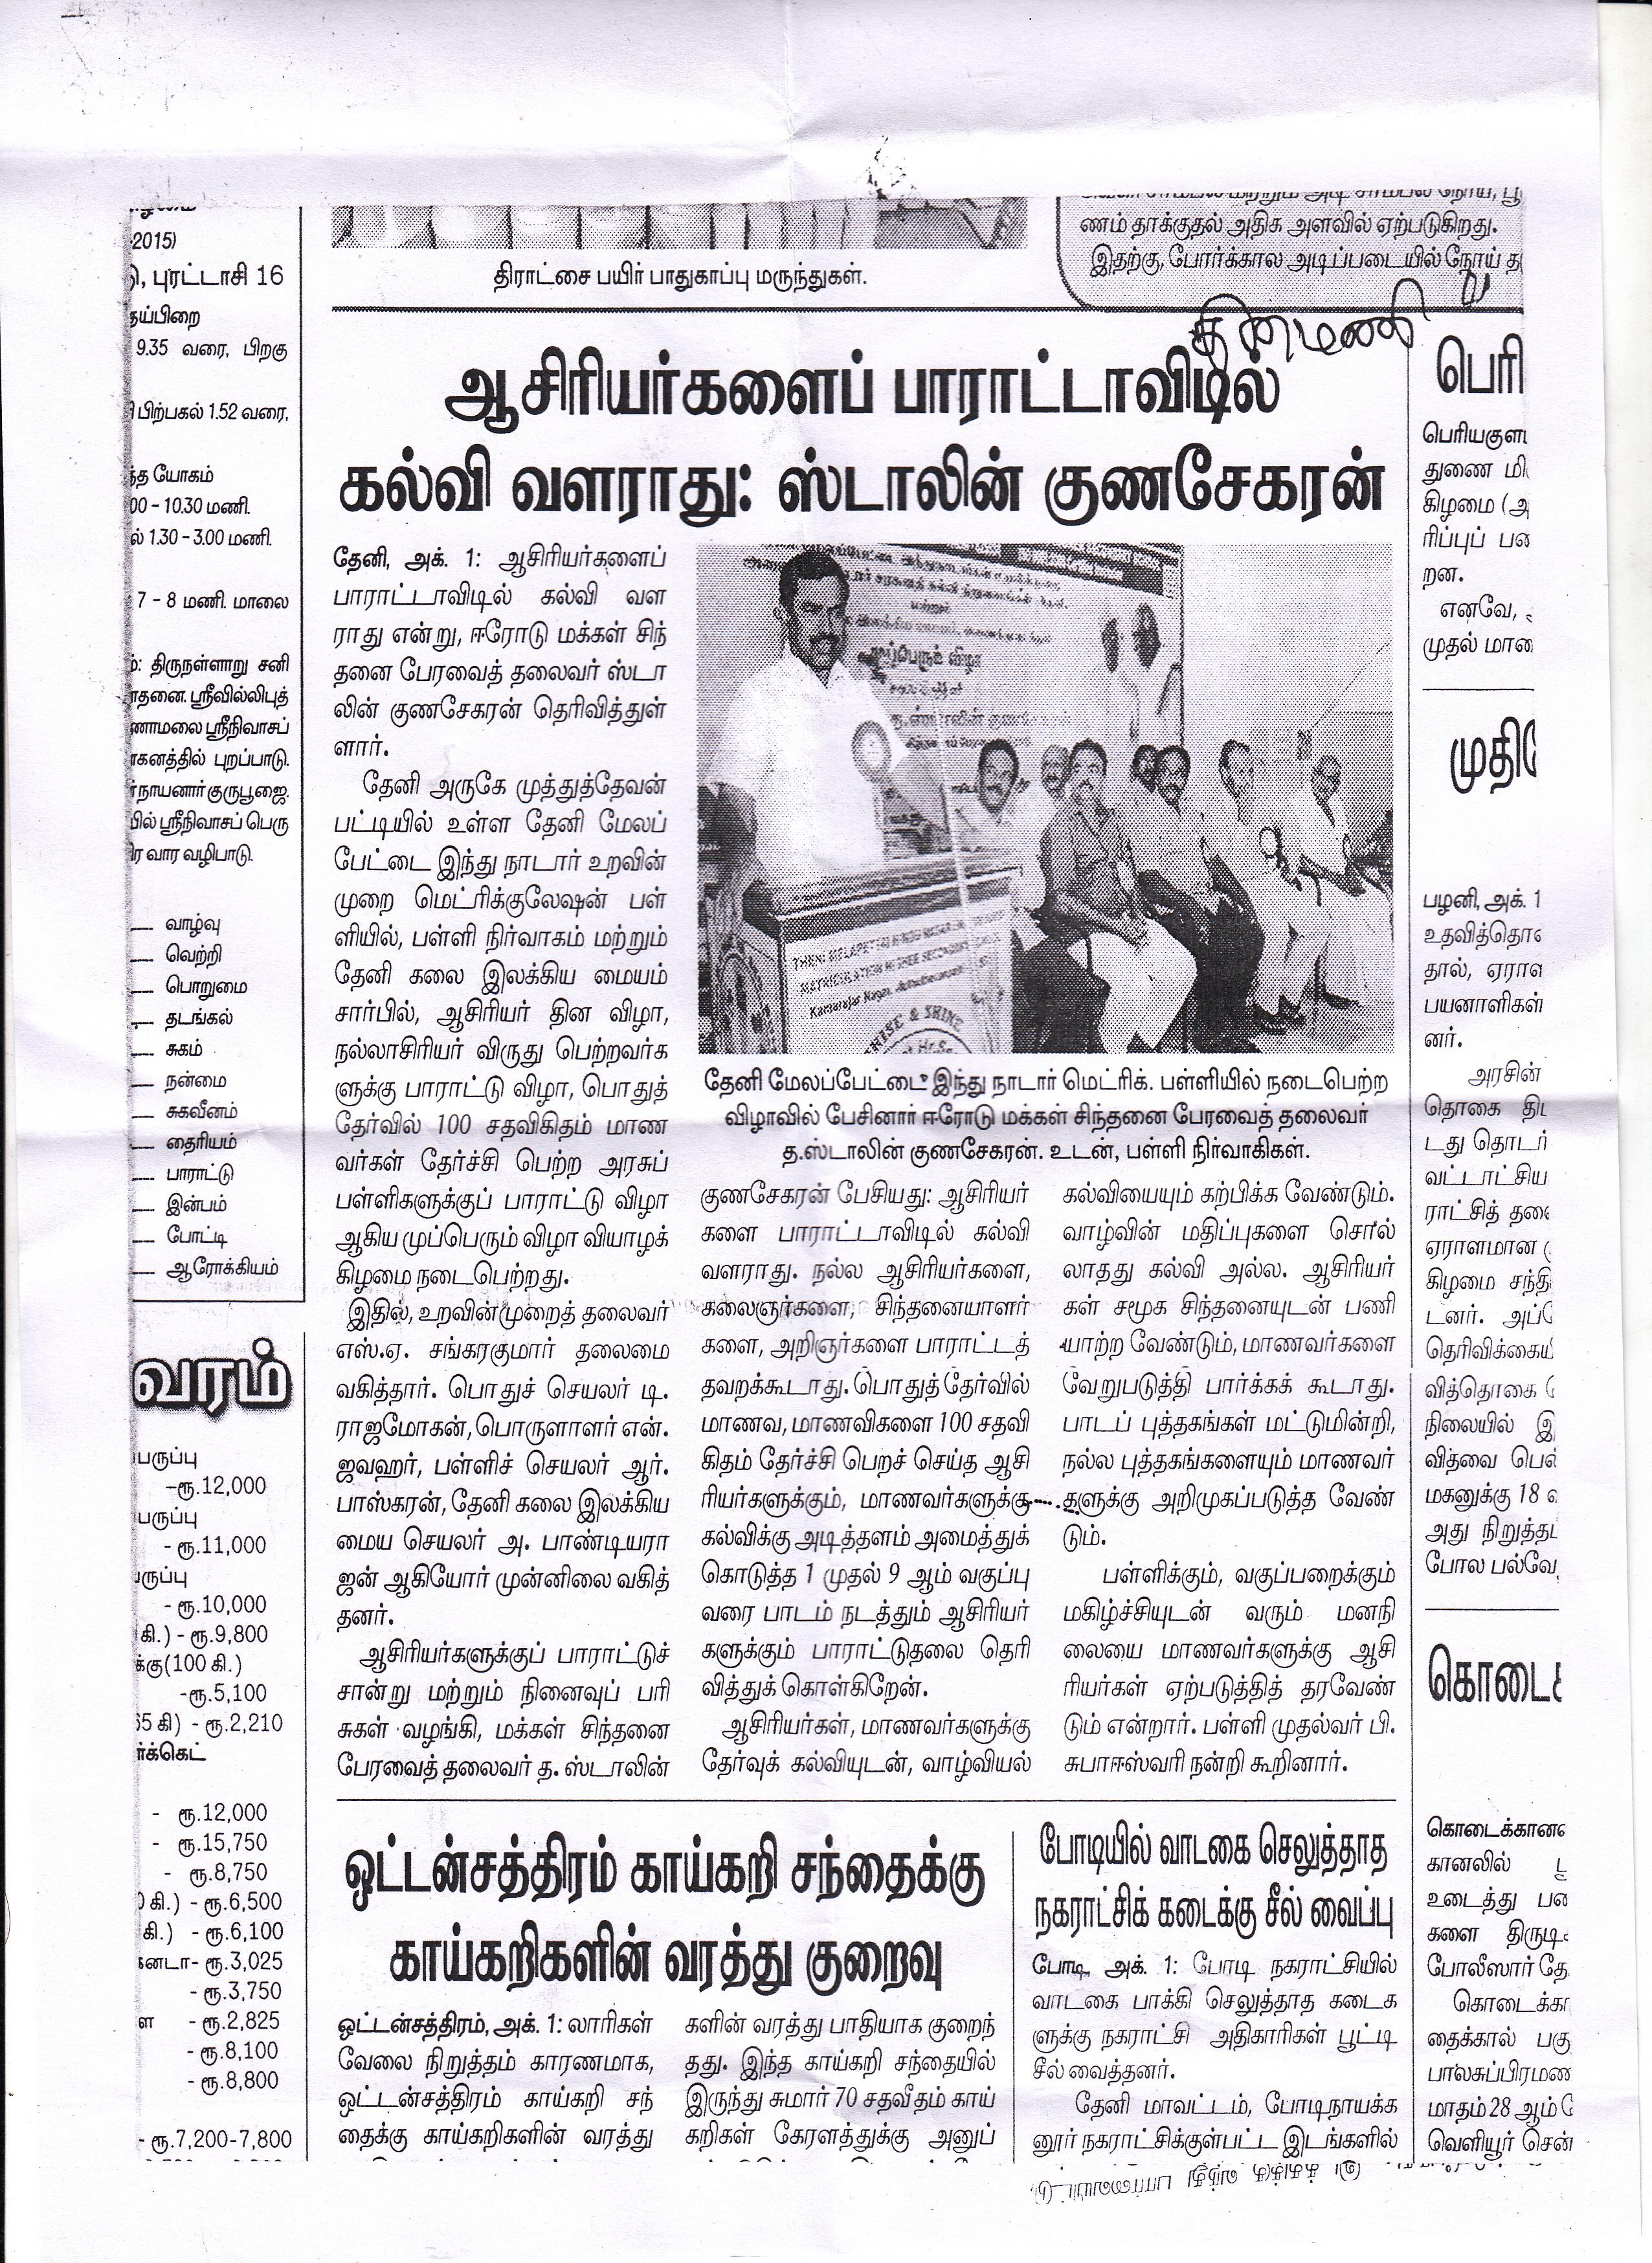 2015)
புரட்டாசி 16
9.35 வரை, பிறகு
பிற்பகல் 1.52 வரை,
யோகம்
00 - 10.30 மணி.
ல் 1.30 - 3.00 மணி.
7 - 8 மணி. மாலை
திருநள்ளாறு சனி
ஸ்ரீவில்லிபுத்
ணாமலை ஸ்ரீநிவாசப்
கனத்தில் புறப்பாடு.
நாயனார் குருபூஜை.
பில் ஸ்ரீநிவாசப் பெரு
ர வார வழிபாடு.
வாழ்வு
வெற்றி
பொறுமை
தடங்கல்
சுகம்
நன்மை
சுகவீனம்
தைரியம்
பாராட்டு
இன்பம்
போட்டி
ஆரோக்கியம்
வரம்
பருப்பு
-ரூ.12,000
பருப்பு
- ரூ.11,000
பருப்பு
- ரூ.10,000
கி.) - ரூ.9,800
க்கு(100 கி.)
-ரூ.5,100
65 கி) - ரூ.2,210
ர்க்கெட்
- ரூ.12,000
- ரூ.15,750
- ரூ.8,750
0 கி.) - ரூ.6,500
கி.) - ரூ.6,100
கனடா- ரூ.3,025
- ரூ.3,750
ள - ரூ.2,825
- ரூ.8,100
- ரூ.8,800
- ரூ.7,200-7,800
திராட்சை பயிர் பாதுகாப்பு மருந்துகள்.
ணம் தாக்குதல் அதிக அளவில் ஏற்படுகிறது.
இதற்கு, போர்க்கால அடிப்படையில் நோய் த
தினமணி
ஆசிரியர்களைப் பாராட்டாவிடில்
கல்வி வளராது: ஸ்டாலின் குணசேகரன்
தேனி, அக். 1: ஆசிரியர்களைப்
பாராட்டாவிடில் கல்வி வள
ராது என்று, ஈரோடு மக்கள் சிந்
தனை பேரவைத் தலைவர் ஸ்டா
லின் குணசேகரன் தெரிவித்துள்
ளார்.
தேனி அருகே முத்துத்தேவன்
பட்டியில் உள்ள தேனி மேலப்
பேட்டை இந்து நாடார் உறவின்
முறை மெட்ரிக்குலேஷன் பள்
ளியில், பள்ளி நிர்வாகம் மற்றும்
தேனி கலை இலக்கிய மையம்
சார்பில், ஆசிரியர் தின விழா,
நல்லாசிரியர் விருது பெற்றவர்க
ளுக்கு பாராட்டு விழா, பொதுத்
தேர்வில் 100 சதவிகிதம் மாண
வர்கள் தேர்ச்சி பெற்ற அரசுப்
பள்ளிகளுக்குப் பாராட்டு விழா
ஆகிய முப்பெரும் விழா வியாழக்
கிழமை நடைபெற்றது.
இதில், உறவின்முறைத் தலைவர்
எஸ்.ஏ. சங்கரகுமார் தலைமை
வகித்தார். பொதுச் செயலர் டி.
ராஜமோகன், பொருளாளர் என்.
ஜவஹர், பள்ளிச் செயலர் ஆர்.
பாஸ்கரன், தேனி கலை இலக்கிய
மைய செயலர் அ. பாண்டியரா
ஜன் ஆகியோர் முன்னிலை வகித்
தனர்.
ஆசிரியர்களுக்குப் பாராட்டுச்
சான்று மற்றும் நினைவுப் பரி
சுகள் வழங்கி, மக்கள் சிந்தனை
பேரவைத் தலைவர் த. ஸ்டாலின்
முப்பெரும் விழா
THENI MELAPETTAI HINDU NADAR
MATRICULATION HIGHER SECONDARY SCHOOL
Kamarajar Nagar,
RISE & SHINE
தேனி மேலப்பேட்டை இந்து நாடார் மெட்ரிக். பள்ளியில் நடைபெற்ற
விழாவில் பேசினார் ஈரோடு மக்கள் சிந்தனை பேரவைத் தலைவர்
த.ஸ்டாலின் குணசேகரன். உடன், பள்ளி நிர்வாகிகள்.
குணசேகரன் பேசியது: ஆசிரியர்
களை பாராட்டாவிடில் கல்வி
வளராது. நல்ல ஆசிரியர்களை,
கலைஞர்களை, சிந்தனையாளர்
களை, அறிஞர்களை பாராட்டத்
தவறக்கூடாது. பொதுத் தேர்வில்
மாணவ, மாணவிகளை 100 சதவி
கிதம் தேர்ச்சி பெறச் செய்த ஆசி
ரியர்களுக்கும், மாணவர்களுக்கு
கல்விக்கு அடித்தளம் அமைத்துக்
கொடுத்த 1 முதல் 9 ஆம் வகுப்பு
வரை பாடம் நடத்தும் ஆசிரியர்
களுக்கும் பாராட்டுதலை தெரி
வித்துக் கொள்கிறேன்.
ஆசிரியர்கள், மாணவர்களுக்கு
தேர்வுக் கல்வியுடன், வாழ்வியல்
கல்வியையும் கற்பிக்க வேண்டும்.
வாழ்வின் மதிப்புகளை சொல்
லாதது கல்வி அல்ல. ஆசிரியர்
கள் சமூக சிந்தனையுடன் பணி
யாற்ற வேண்டும், மாணவர்களை
வேறுபடுத்தி பார்க்கக் கூடாது.
பாடப் புத்தகங்கள் மட்டுமின்றி,
நல்ல புத்தகங்களையும் மாணவர்
களுக்கு அறிமுகப்படுத்த வேண்
டும்.
பள்ளிக்கும், வகுப்பறைக்கும்
மகிழ்ச்சியுடன் வரும் மனநி
லையை மாணவர்களுக்கு ஆசி
ரியர்கள் ஏற்படுத்தித் தரவேண்
டும் என்றார். பள்ளி முதல்வர் பி.
சுபாஈஸ்வரி நன்றி கூறினார்.
ஒட்டன்சத்திரம் காய்கறி சந்தைக்கு
காய்கறிகளின் வரத்து குறைவு
ஒட்டன்சத்திரம், அக். 1: லாரிகள்
வேலை நிறுத்தம் காரணமாக,
ஒட்டன்சத்திரம் காய்கறி சந்
தைக்கு காய்கறிகளின் வரத்து
களின் வரத்து பாதியாக குறைந்
தது. இந்த காய்கறி சந்தையில்
இருந்து சுமார் 70 சதவீதம் காய்
கறிகள் கேரளத்துக்கு அனுப்
போடியில் வாடகை செலுத்தாத
நகராட்சிக் கடைக்கு சீல் வைப்பு
போடி, அக். 1: போடி நகராட்சியில்
வாடகை பாக்கி செலுத்தாத கடைக
ளுக்கு நகராட்சி அதிகாரிகள் பூட்டி
சீல் வைத்தனர்.
தேனி மாவட்டம், போடிநாயக்க
னூர் நகராட்சிக்குள்பட்ட இடங்களில்
பெரி
பெரியகுள
துணை மி
கிழமை (அ
ரிப்புப் ப
றன.
எனவே,
முதல் மா
முதி
பழனி, அக். 1
உதவித்தொ
தால், ஏரா
பயனாளிகள்
னர்.
அரசின்
தொகை தி
டது தொடர்
வட்டாட்சிய
ராட்சித் தலை
ஏராளமான
கிழமை சந்தி
டனர். அப்
தெரிவிக்கையி
வித்தொகை
நிலையில் இ
விதவை பெ
மகனுக்கு 18
அது நிறுத்த
போல பல்வே
கொடை
கொடைக்கான
கானலில்
உடைத்து ப
களை திருடி
போலீஸார் தே
கொடைக்கா
தைக்கால் பகு
பாலசுப்பிரமண
மாதம் 28 ஆம்
வெளியூர் சென்